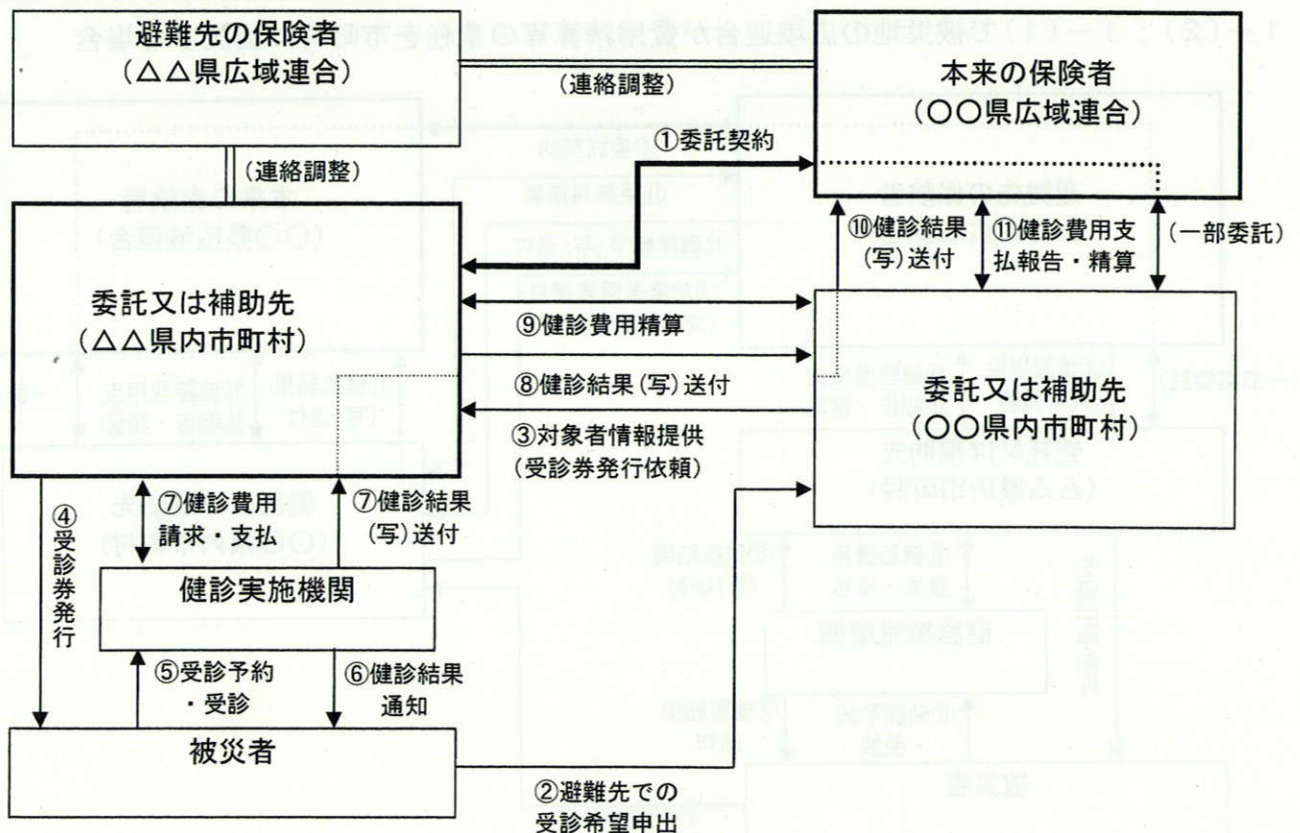 避難先の保険者
(△△県広域連合)
(連絡調整)
本来の保険者
(〇〇県広域連合)
(連絡調整)
①委託契約
⑩健診結果
(写)送付
⑪健診費用支
払報告・精算
(一部委託)
委託又は補助先
(△△県内市町村)
⑨健診費用精算
⑧健診結果(写)送付
③対象者情報提供
(受診券発行依頼)
委託又は補助先
(〇〇県内市町村)
④受診券発行
⑦健診費用
請求・支払
⑦健診結果
(写)送付
健診実施機関
⑤受診予約
・受診
⑥健診結果
通知
被災者
②避難先での
受診希望申出